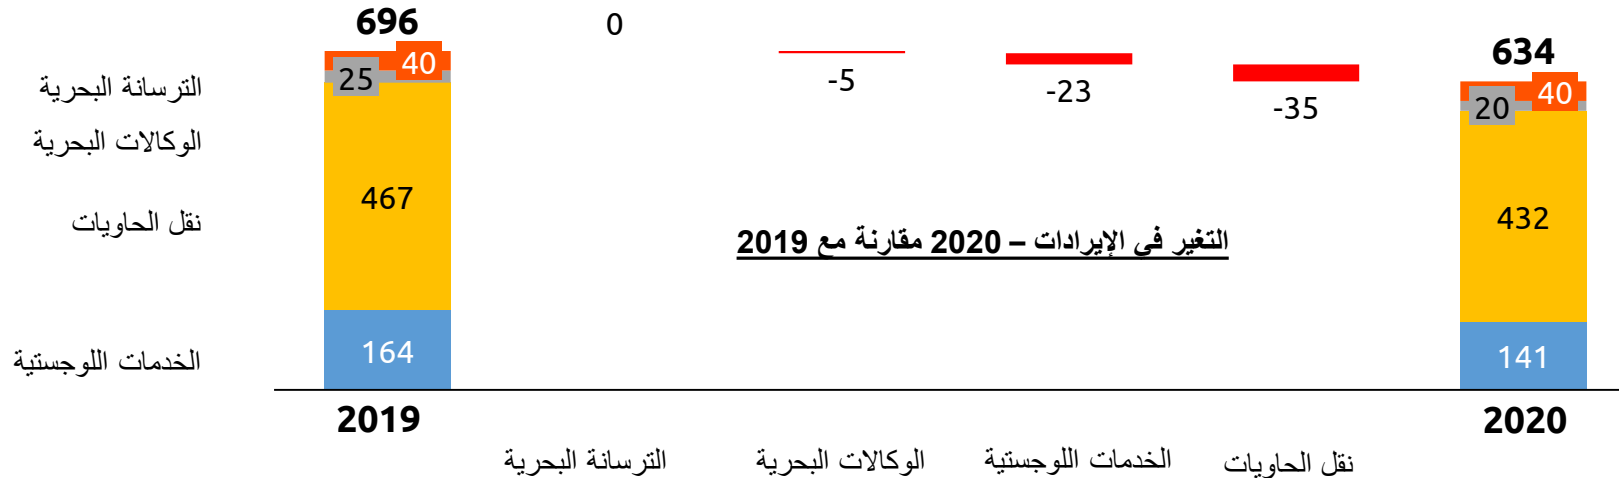 696
0
634
40
25
-5
-23
-35
40
20
الترسانة البحرية
الوكالات البحرية
نقل الحاويات
الخدمات اللوجستية
467
432
التغير في الإيرادات – 2020 مقارنة مع 2019
164
141
2019
2020
الترسانة البحرية
الوكالات البحرية
الخدمات اللوجستية
نقل الحاويات